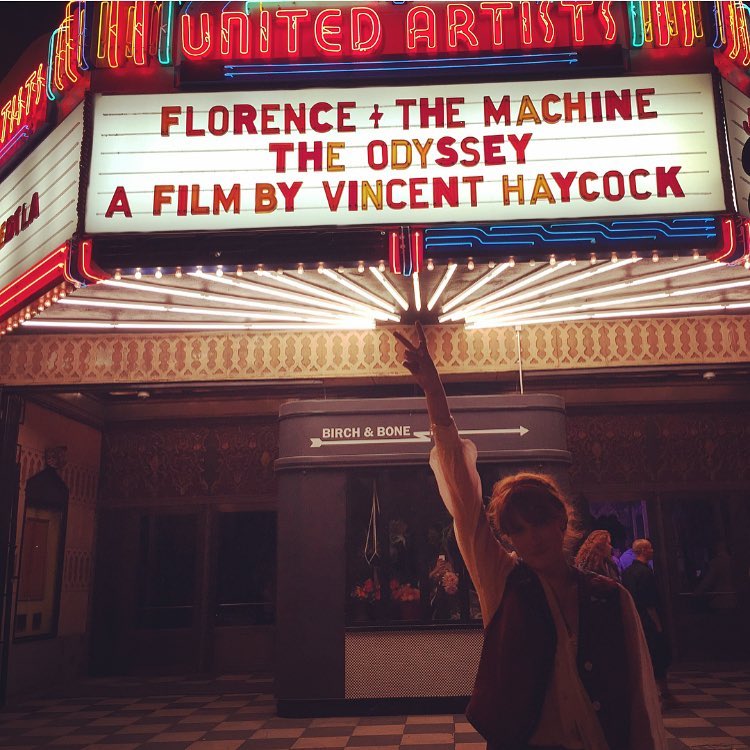 UNITED ARTISTS
FLORENCE + THE MACHINE
THE ODYSSEY
A FILM BY VINCENT HAYCOCK
BIRCH & BONE